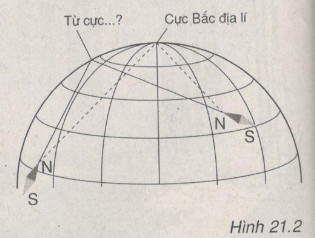 Từ cực...?
Cực Bắc địa lí
N
S
N
S
Hình 21.2